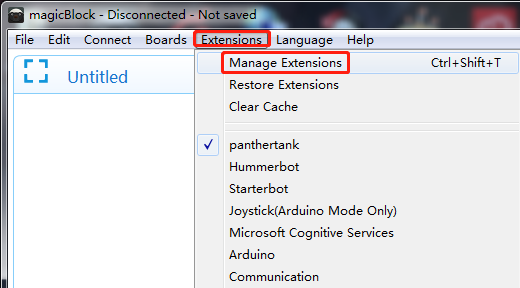 magicBlock - Disconnected - Not saved
File Edit Connect Boards Extensions Language Help
Untitled
Manage Extensions Ctrl+Shift+T
Restore Extensions
Clear Cache
panthertank
Hummerbot
Starterbot
Joystick(Arduino Mode Only)
Microsoft Cognitive Services
Arduino
Communication